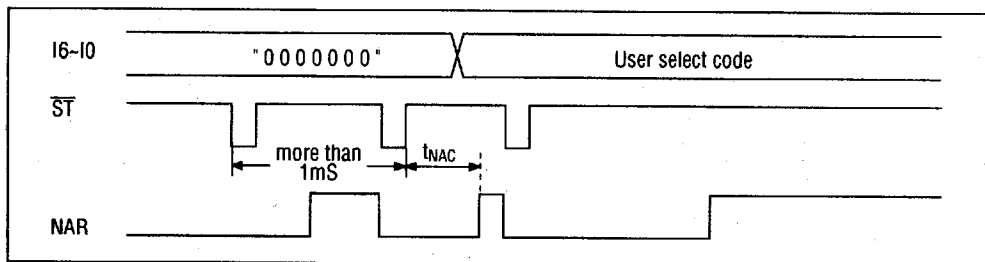 I6~I0
"0000000"
User select code
ST
more than
1mS
tNAC
NAR